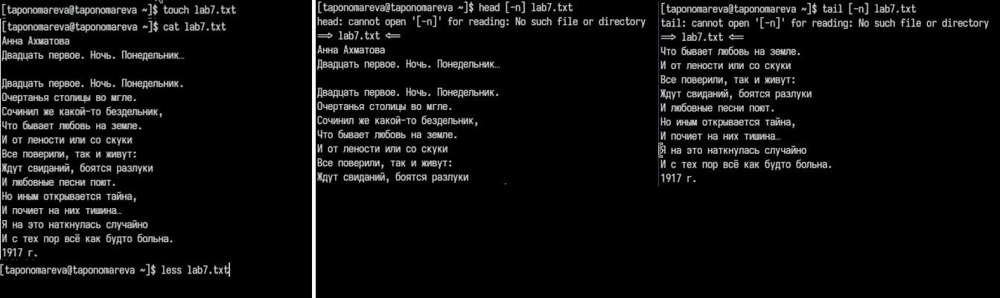 [taponomareva@taponomareva ~]$ touch lab7.txt
[taponomareva@taponomareva ~]$ cat lab7.txt
Анна Ахматова
Двадцать первое. Ночь. Понедельник…
Двадцать первое. Ночь. Понедельник.
Очертанья столицы во мгле.
Сочинил же какой-то бездельник,
Что бывает любовь на земле.
И от лености или со скуки
Все поверили, так и живут:
Ждут свиданий, боятся разлуки
И любовные песни поют.
Но иным открывается тайна,
И почиет на них тишина…
Я на это наткнулась случайно
И с тех пор всё как будто больна.
1917 г.
[taponomareva@taponomareva ~]$ less lab7.txt
[taponomareva@taponomareva ~]$ head [-n] lab7.txt
head: cannot open '[-n]' for reading: No such file or directory
==> lab7.txt <==
Анна Ахматова
Двадцать первое. Ночь. Понедельник…
Двадцать первое. Ночь. Понедельник.
Очертанья столицы во мгле.
Сочинил же какой-то бездельник,
Что бывает любовь на земле.
И от лености или со скуки
Все поверили, так и живут:
Ждут свиданий, боятся разлуки
[taponomareva@taponomareva ~]$ tail [-n] lab7.txt
tail: cannot open '[-n]' for reading: No such file or directory
==> lab7.txt <==
Что бывает любовь на земле.
И от лености или со скуки
Все поверили, так и живут:
Ждут свиданий, боятся разлуки
И любовные песни поют.
Но иным открывается тайна,
И почиет на них тишина…
Я на это наткнулась случайно
И с тех пор всё как будто больна.
1917 г.